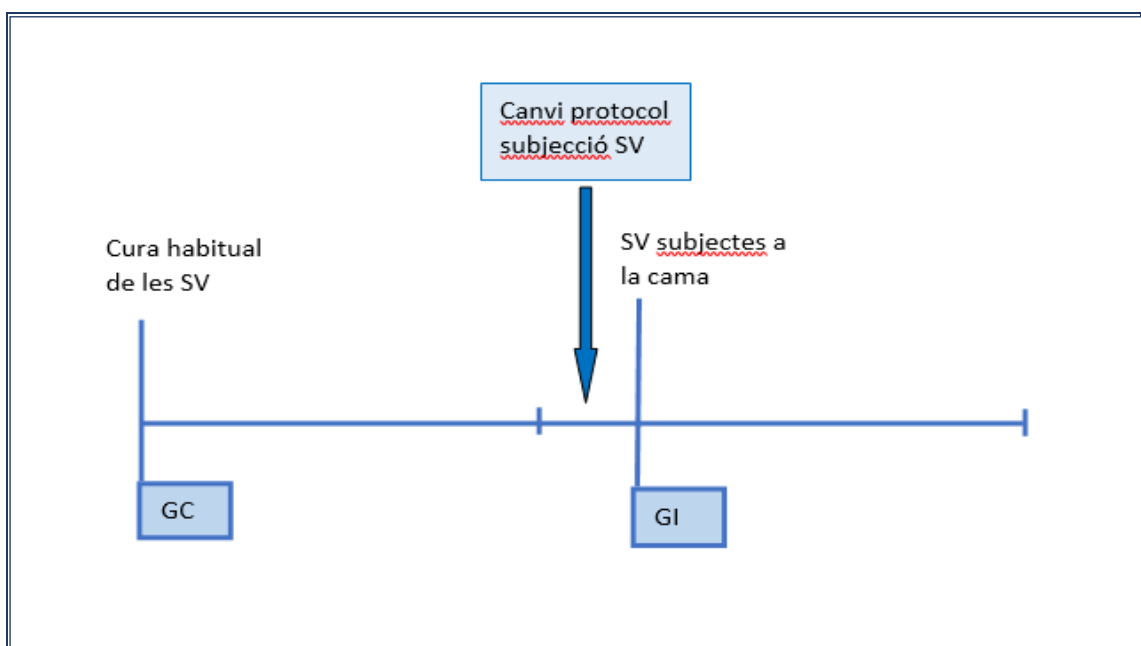 Canvi protocol
subjecció SV
Cura habitual
de les SV
SV subjectes a
la cama
GC
GI